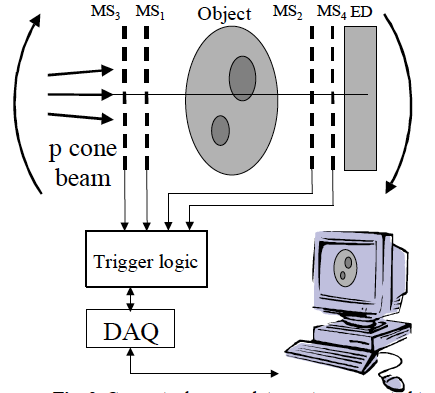 MS3 MS1 Object MS2 MS4 ED
p cone
beam
Trigger logic
DAQ